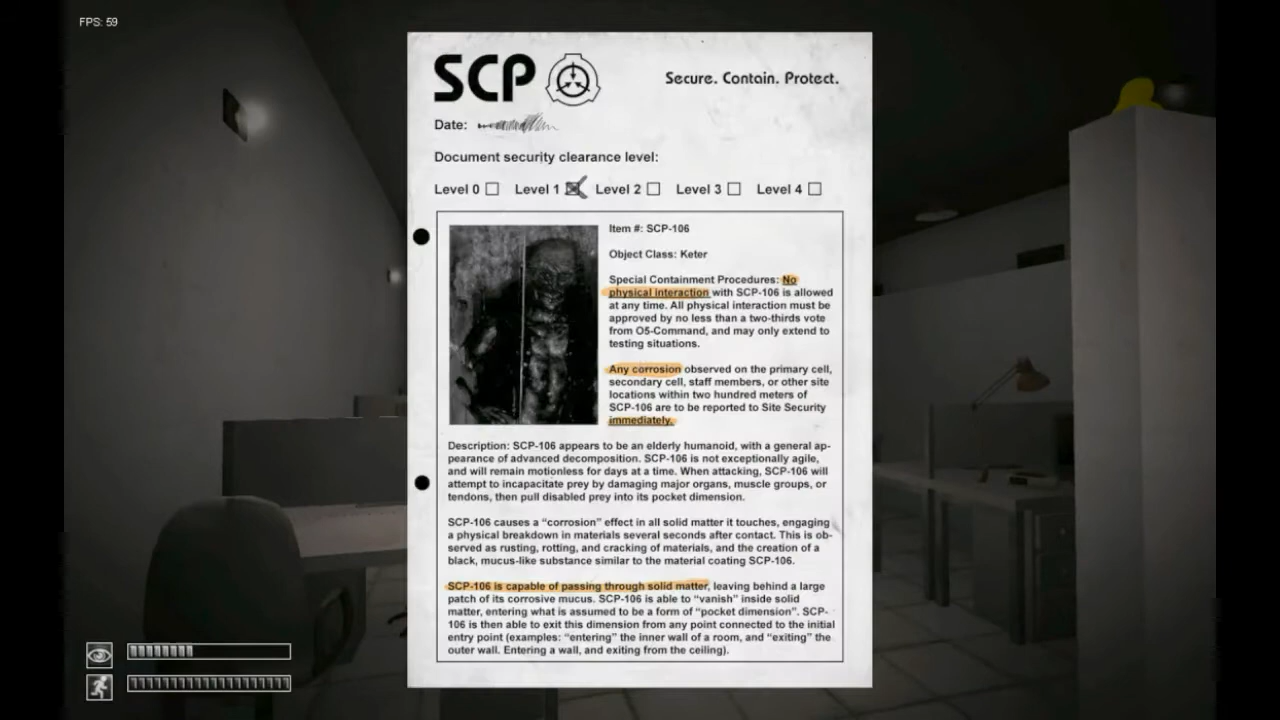 FPS: 59
SCP
Secure. Contain. Protect.
Date:
Document security clearance level:
Level 0 Level 1 Level 2 Level 3 Level 4
Item #: SCP-106
Object Class: Keter
Special Containment Procedures: No
physical interaction with SCP-106 is allowed
at any time. All physical interaction must be
approved by no less than a two-thirds vote
from O5-Command, and may only extend to
testing situations.
Any corrosion observed on the primary cell,
secondary cell, staff members, or other site
locations within two hundred meters of
SCP-106 are to be reported to Site Security
immediately.
Description: SCP-106 appears to be an elderly humanoid, with a general ap-
pearance of advanced decomposition. SCP-106 is not exceptionally agile,
and will remain motionless for days at a time. When attacking, SCP-106 will
attempt to incapacitate prey by damaging major organs, muscle groups, or
tendons, then pull disabled prey into its pocket dimension.
SCP-106 causes a “corrosion” effect in all solid matter it touches, engaging
a physical breakdown in materials several seconds after contact. This is ob-
served as rusting, rotting, and cracking of materials, and the creation of a
black, mucus-like substance similar to the material coating SCP-106.
SCP-106 is capable of passing through solid matter, leaving behind a large
patch of its corrosive mucus. SCP-106 is able to “vanish” inside solid
matter, entering what is assumed to be a form of “pocket dimension”. SCP-
106 is then able to exit this dimension from any point connected to the initial
entry point (examples: “entering” the inner wall of a room, and “exiting” the
outer wall. Entering a wall, and exiting from the ceiling).